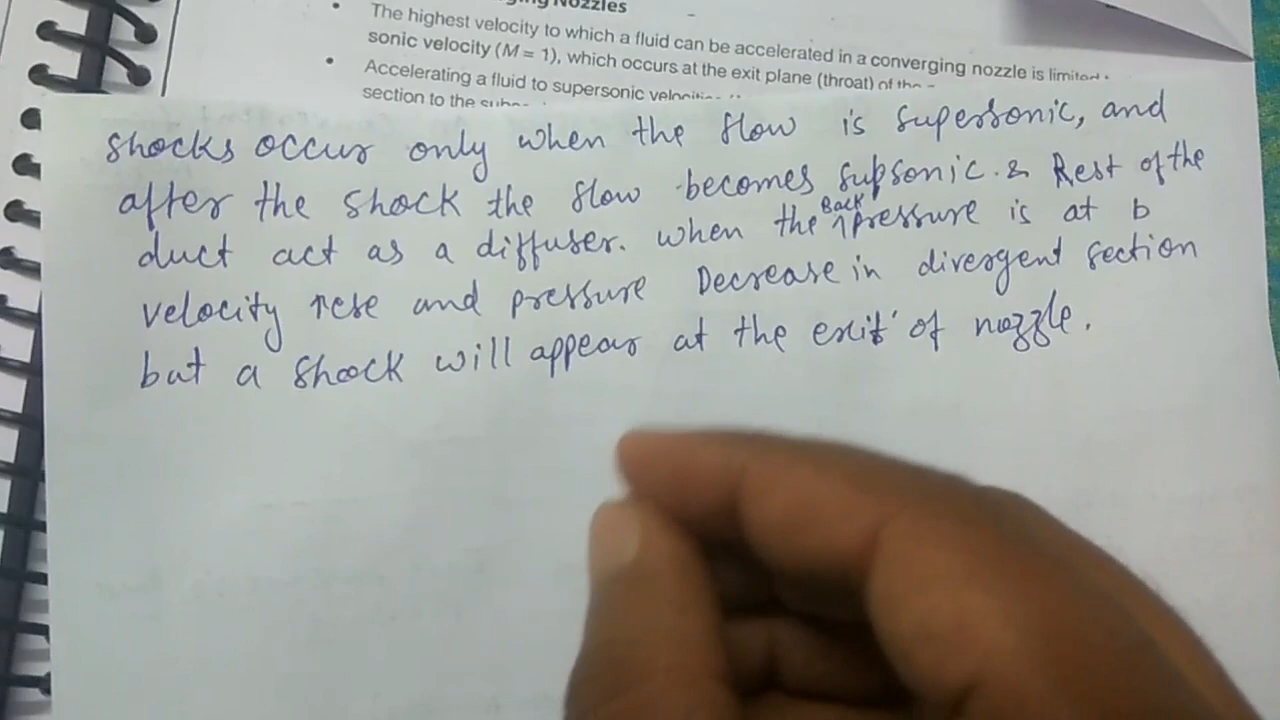 Nozzles
• The highest velocity to which a fluid can be accelerated in a converging nozzle is limited
sonic velocity (M = 1), which occurs at the exit plane (throat) of the
• Accelerating a fluid to supersonic
section to the
shocks occur only when the flow is supersonic, and
after the shock the flow becomes subsonic. & Rest of the
duct act as a diffuser. when the Back pressure is at b
velocity rese and pressure Decrease in divergent section
but a shock will appear at the exit of nozzle.